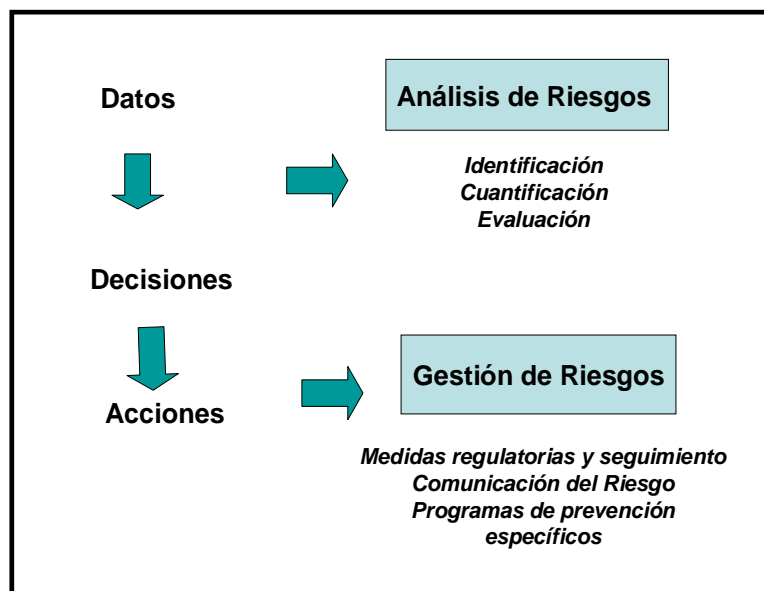 Datos
Análisis de Riesgos
Identificación
Cuantificación
Evaluación
Decisiones
Gestión de Riesgos
Acciones
Medidas regulatorias y seguimiento
Comunicación del Riesgo
Programas de prevención
específicos